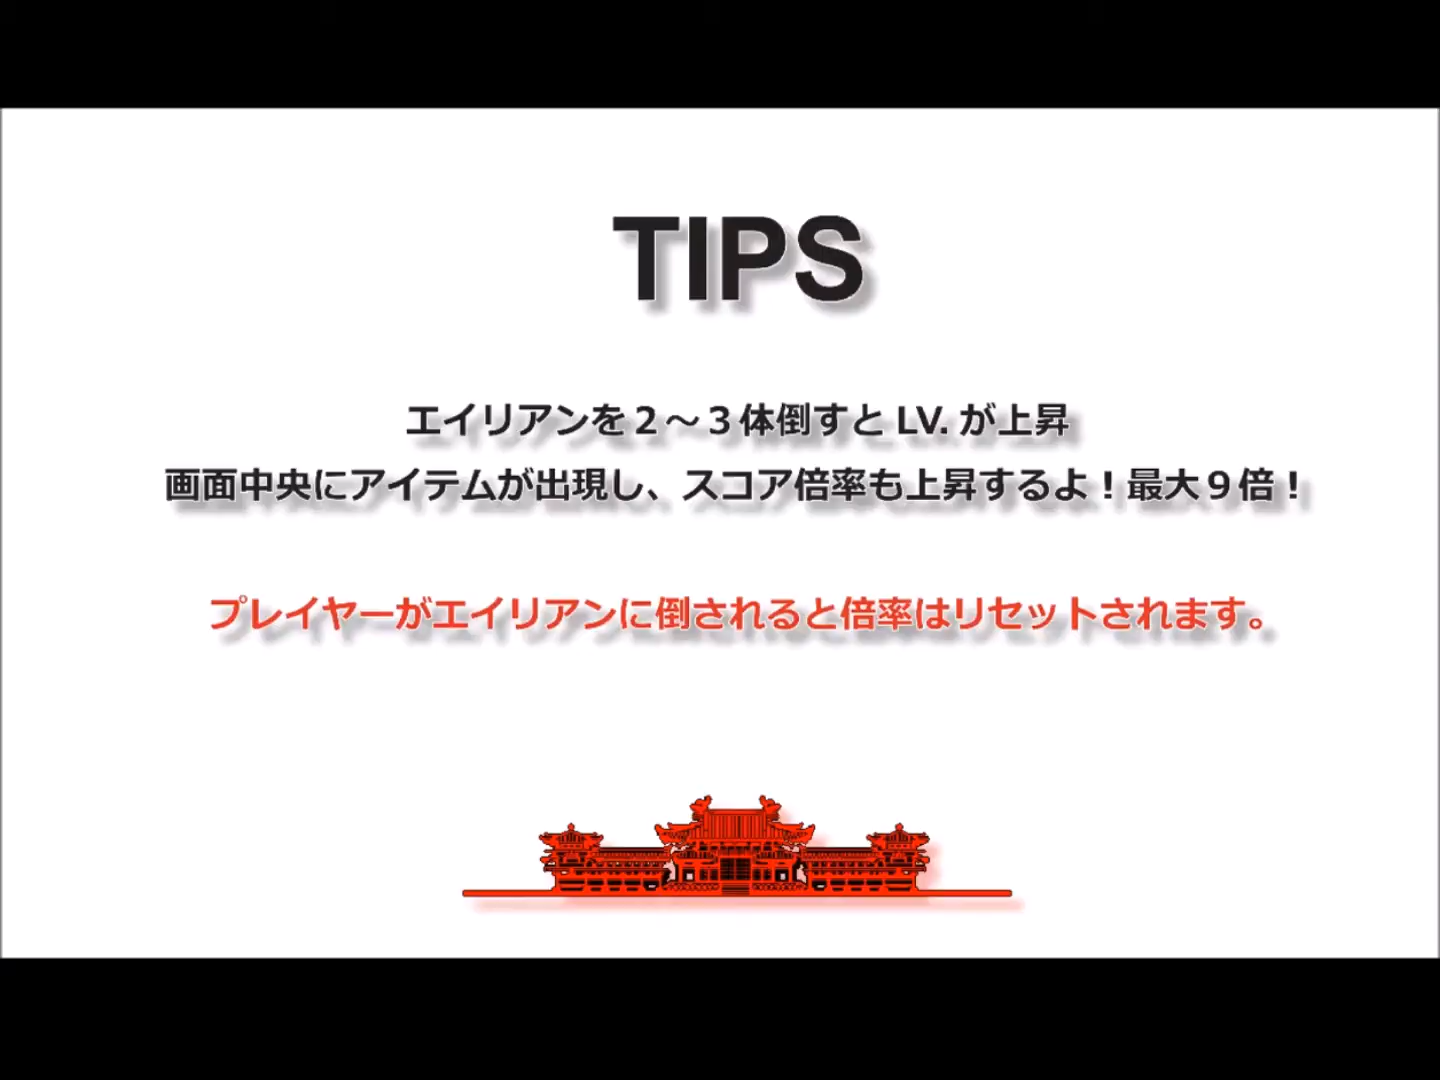 TIPS
エイリアンを２～３体倒すと LV. が上昇
画面中央にアイテムが出現し、スコア倍率も上昇するよ！最大９倍！
プレイヤーがエイリアンに倒されると倍率はリセットされます。